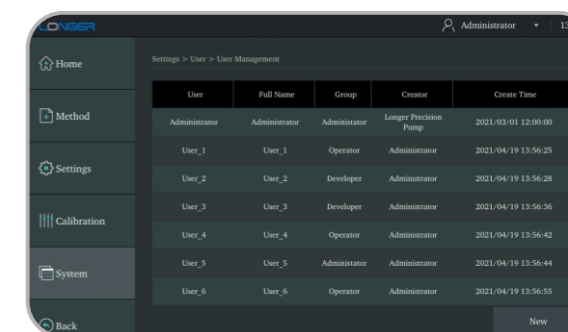 LONGER
Administrator 13
Home
Settings > User > User Management
User Full Name Group Creator Create Time
Method
Administrator Administrator Administator Longer Precision Pump 2021/03/01 12:00:00
User_1 User_1 Operator Administrator 2021/04/19 13:56:25
Settings
User_2 User_2 Developer Administrator 2021/04/19 13:56:28
User_3 User_3 Developer Administrator 2021/04/19 13:56:36
Calibration
User_4 User_4 Operator Administrator 2021/04/19 13:56:42
System
User_5 User_5 Administator Administrator 2021/04/19 13:56:44
User_6 User_6 Operator Administrator 2021/04/19 13:56:55
Back
New